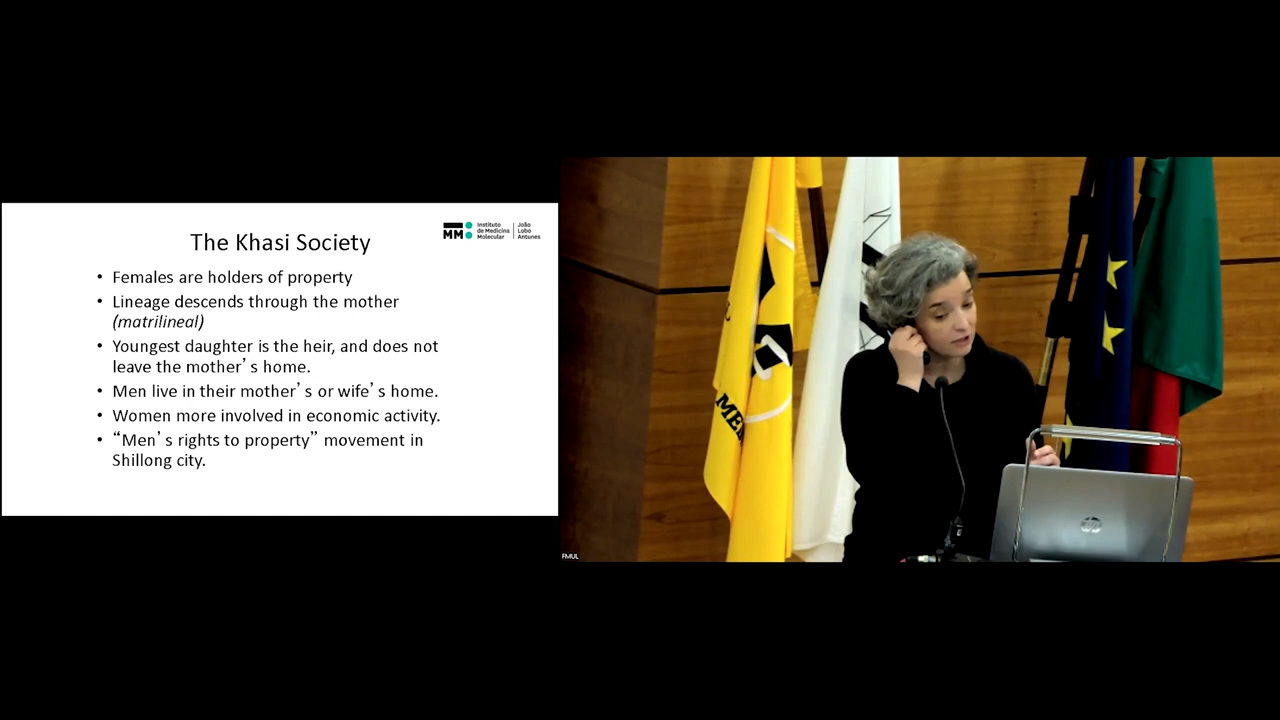 The Khasi Society
MM
Instituto
de Medicina
Molecular
João
Lobo
Antunes
• Females are holders of property
• Lineage descends through the mother
(matrilineal)
• Youngest daughter is the heir, and does not
leave the mother’s home.
• Men live in their mother’s or wife’s home.
• Women more involved in economic activity.
• “Men’s rights to property” movement in
Shillong city.
FMUL
hp